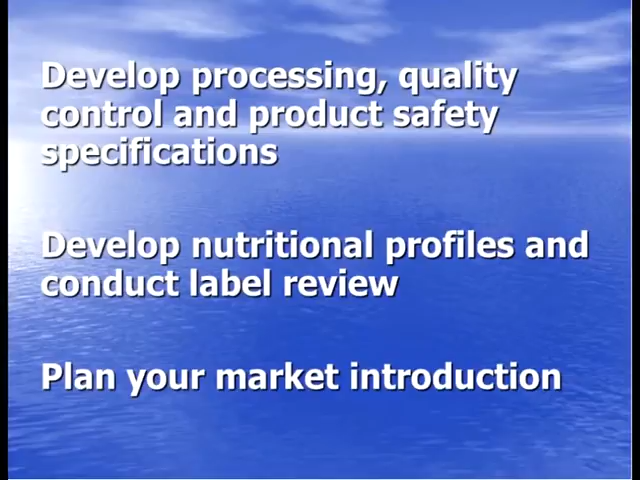 Develop processing, quality
control and product safety
specifications
Develop nutritional profiles and
conduct label review
Plan your market introduction